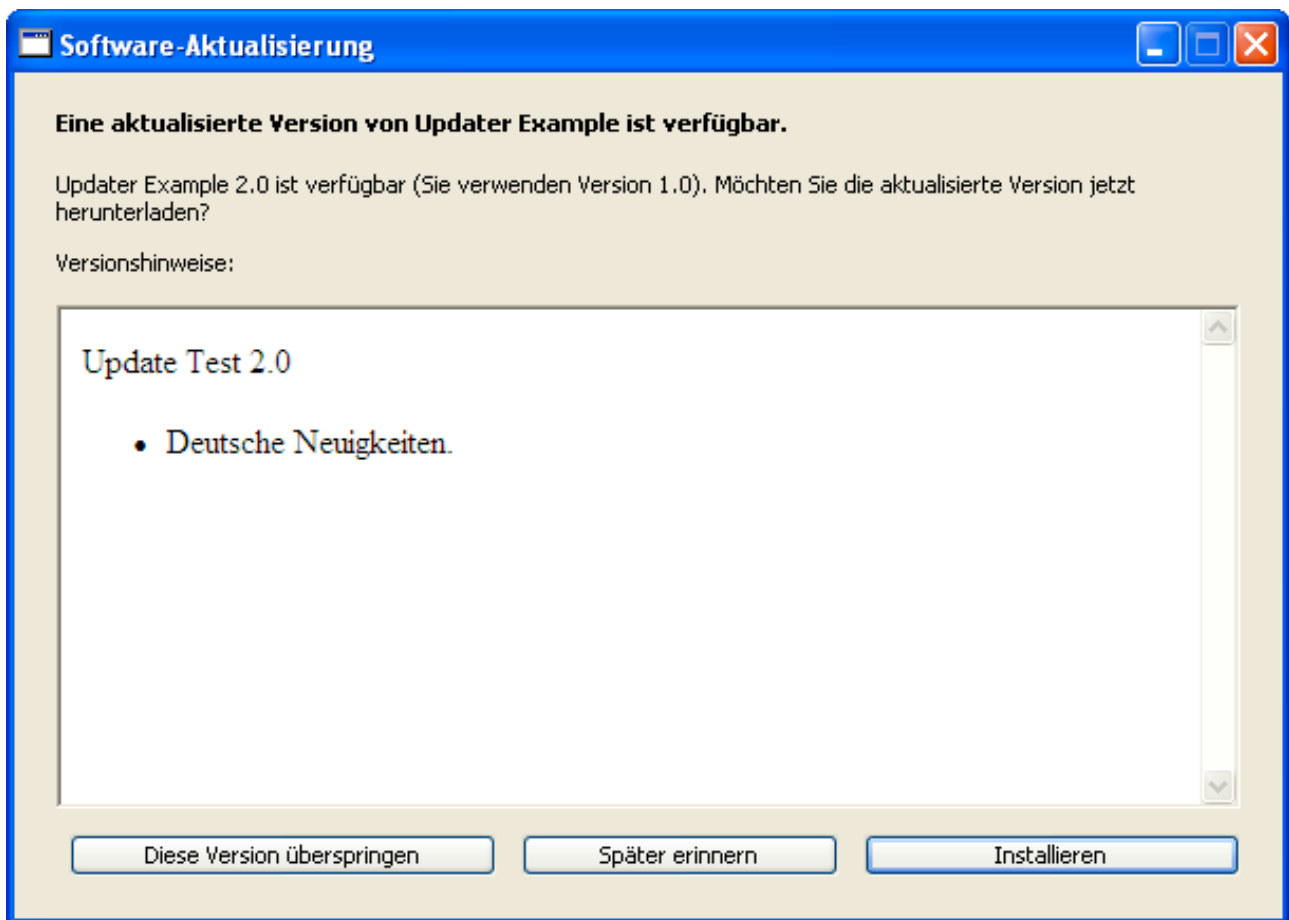 Software-Aktualisierung
Eine aktualisierte Version von Updater Example ist verfügbar.
Updater Example 2.0 ist verfügbar (Sie verwenden Version 1.0). Möchten Sie die aktualisierte Version jetzt
herunterladen?
Versionshinweise:
Update Test 2.0
• Deutsche Neuigkeiten.
Diese Version überspringen
Später erinnern
Installieren